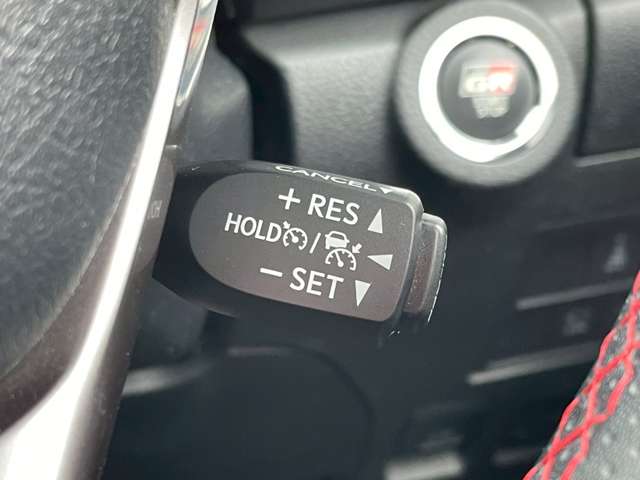 CANCEL
+ RES
HOLD /
− SET
GR